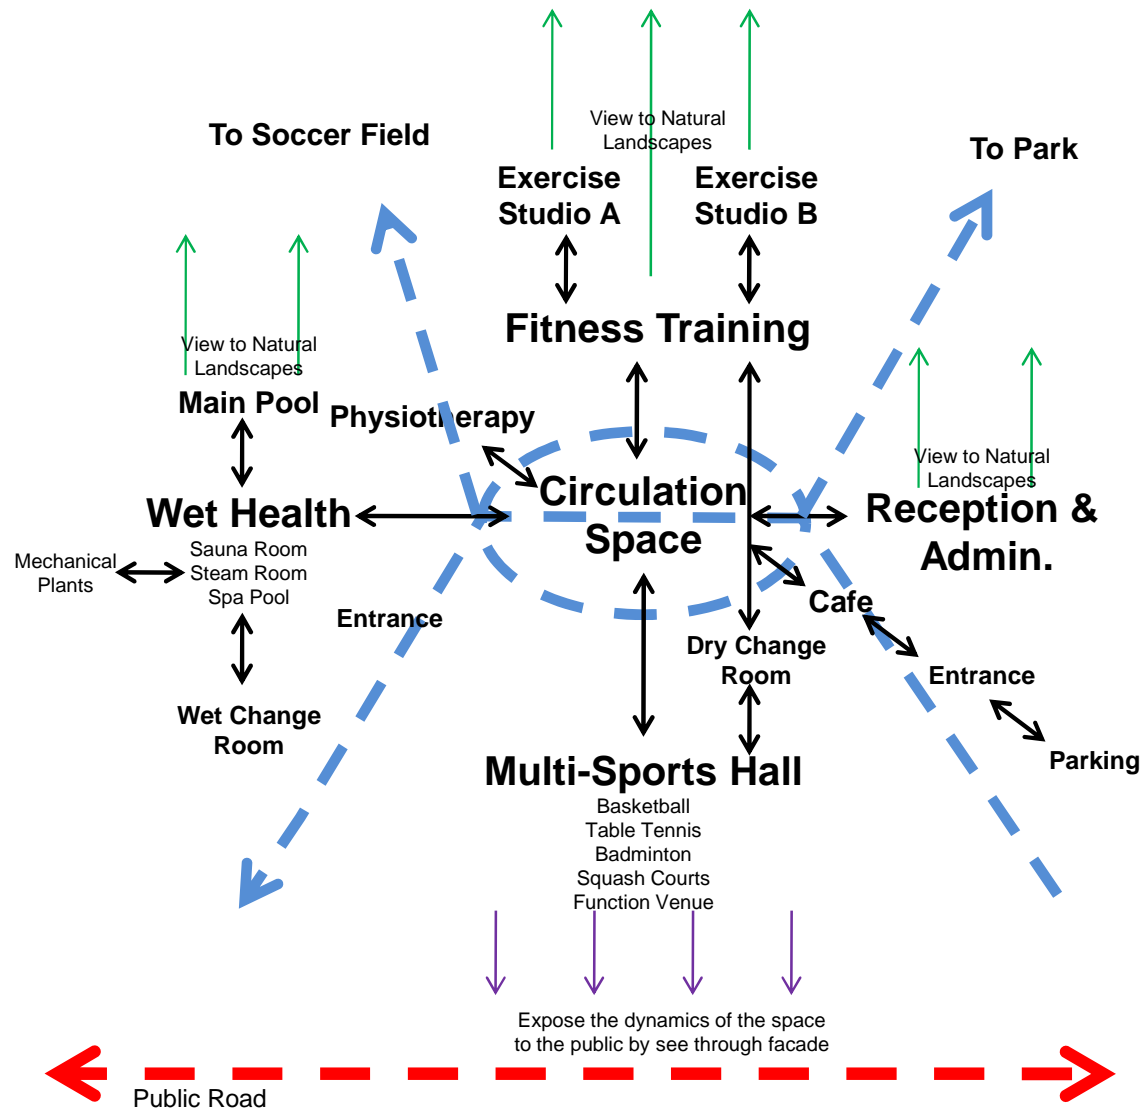 View to Natural
Landscapes
To Soccer Field
To Park
Exercise
Studio A
Exercise
Studio B
Fitness Training
View to Natural
Landscapes
Main Pool
Physiotherapy
View to Natural
Landscapes
Circulation
Space
Wet Health
Reception &
Admin.
Sauna Room
Steam Room
Spa Pool
Mechanical
Plants
Entrance
Cafe
Dry Change
Room
Entrance
Wet Change
Room
Parking
Multi-Sports Hall
Basketball
Table Tennis
Badminton
Squash Courts
Function Venue
Expose the dynamics of the space
to the public by see through facade
Public Road